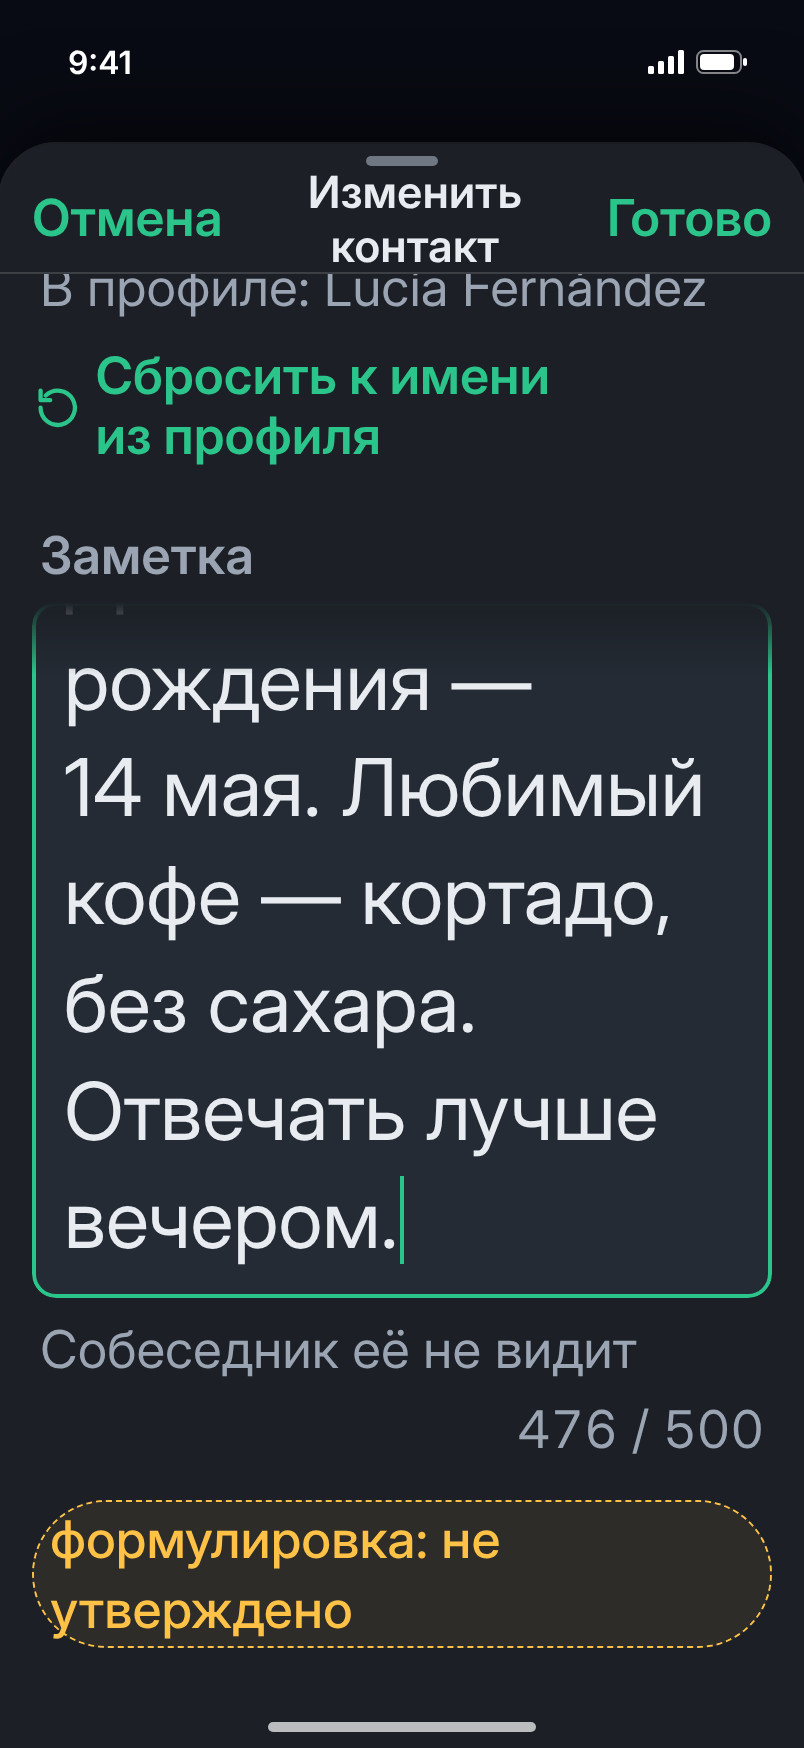 9:41
Отмена
Изменить
контакт
Готово
В профиле: Lucía Fernández
Сбросить к имени
из профиля
Заметка
рождения —
14 мая. Любимый
кофе — кортадо,
без сахара.
Отвечать лучше
вечером.
Собеседник её не видит
476 / 500
формулировка: не
утверждено